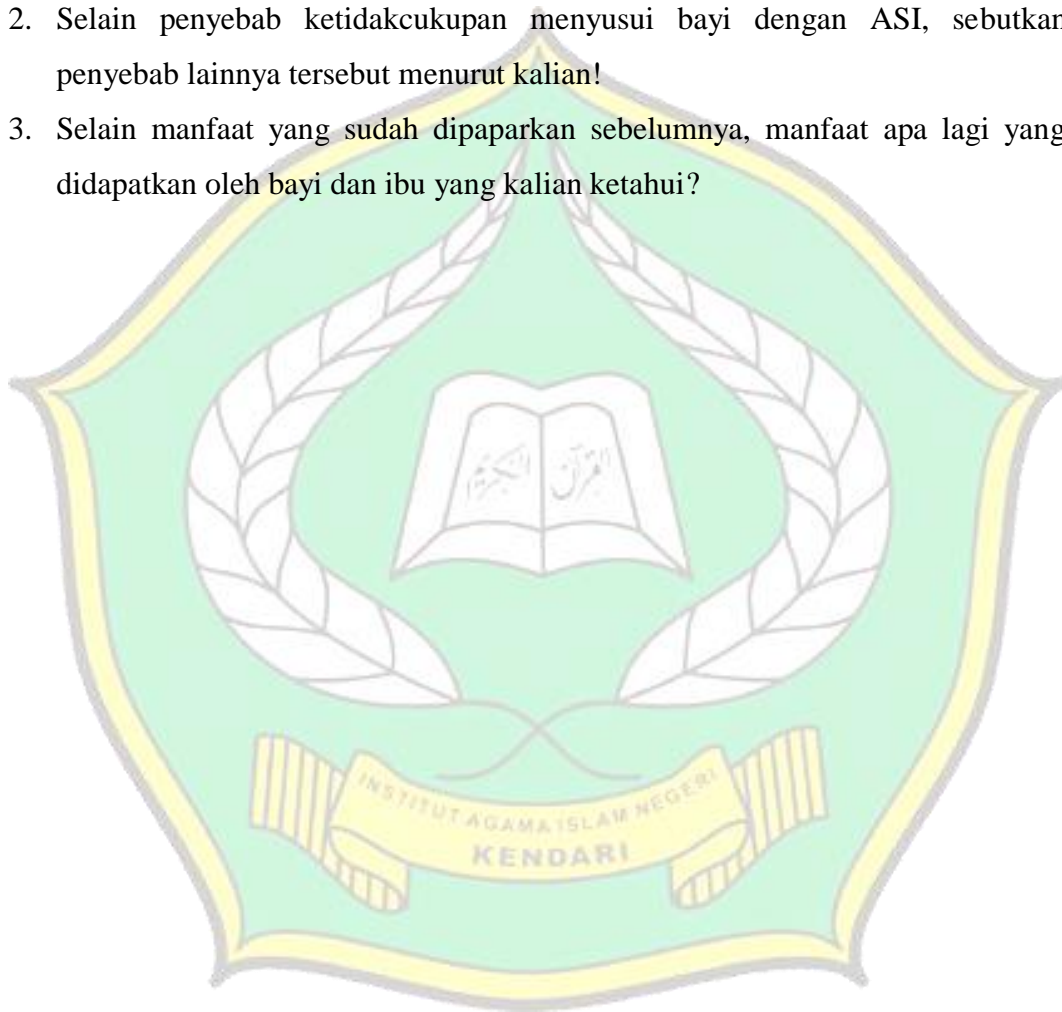 2. Selain penyebab ketidakcukupan menyusui bayi dengan ASI, sebutkan
penyebab lainnya tersebut menurut kalian!
3. Selain manfaat yang sudah dipaparkan sebelumnya, manfaat apa lagi yang
didapatkan oleh bayi dan ibu yang kalian ketahui?
القرآن الكريم
INSTITUT AGAMA ISLAM NEGERI
KENDARI